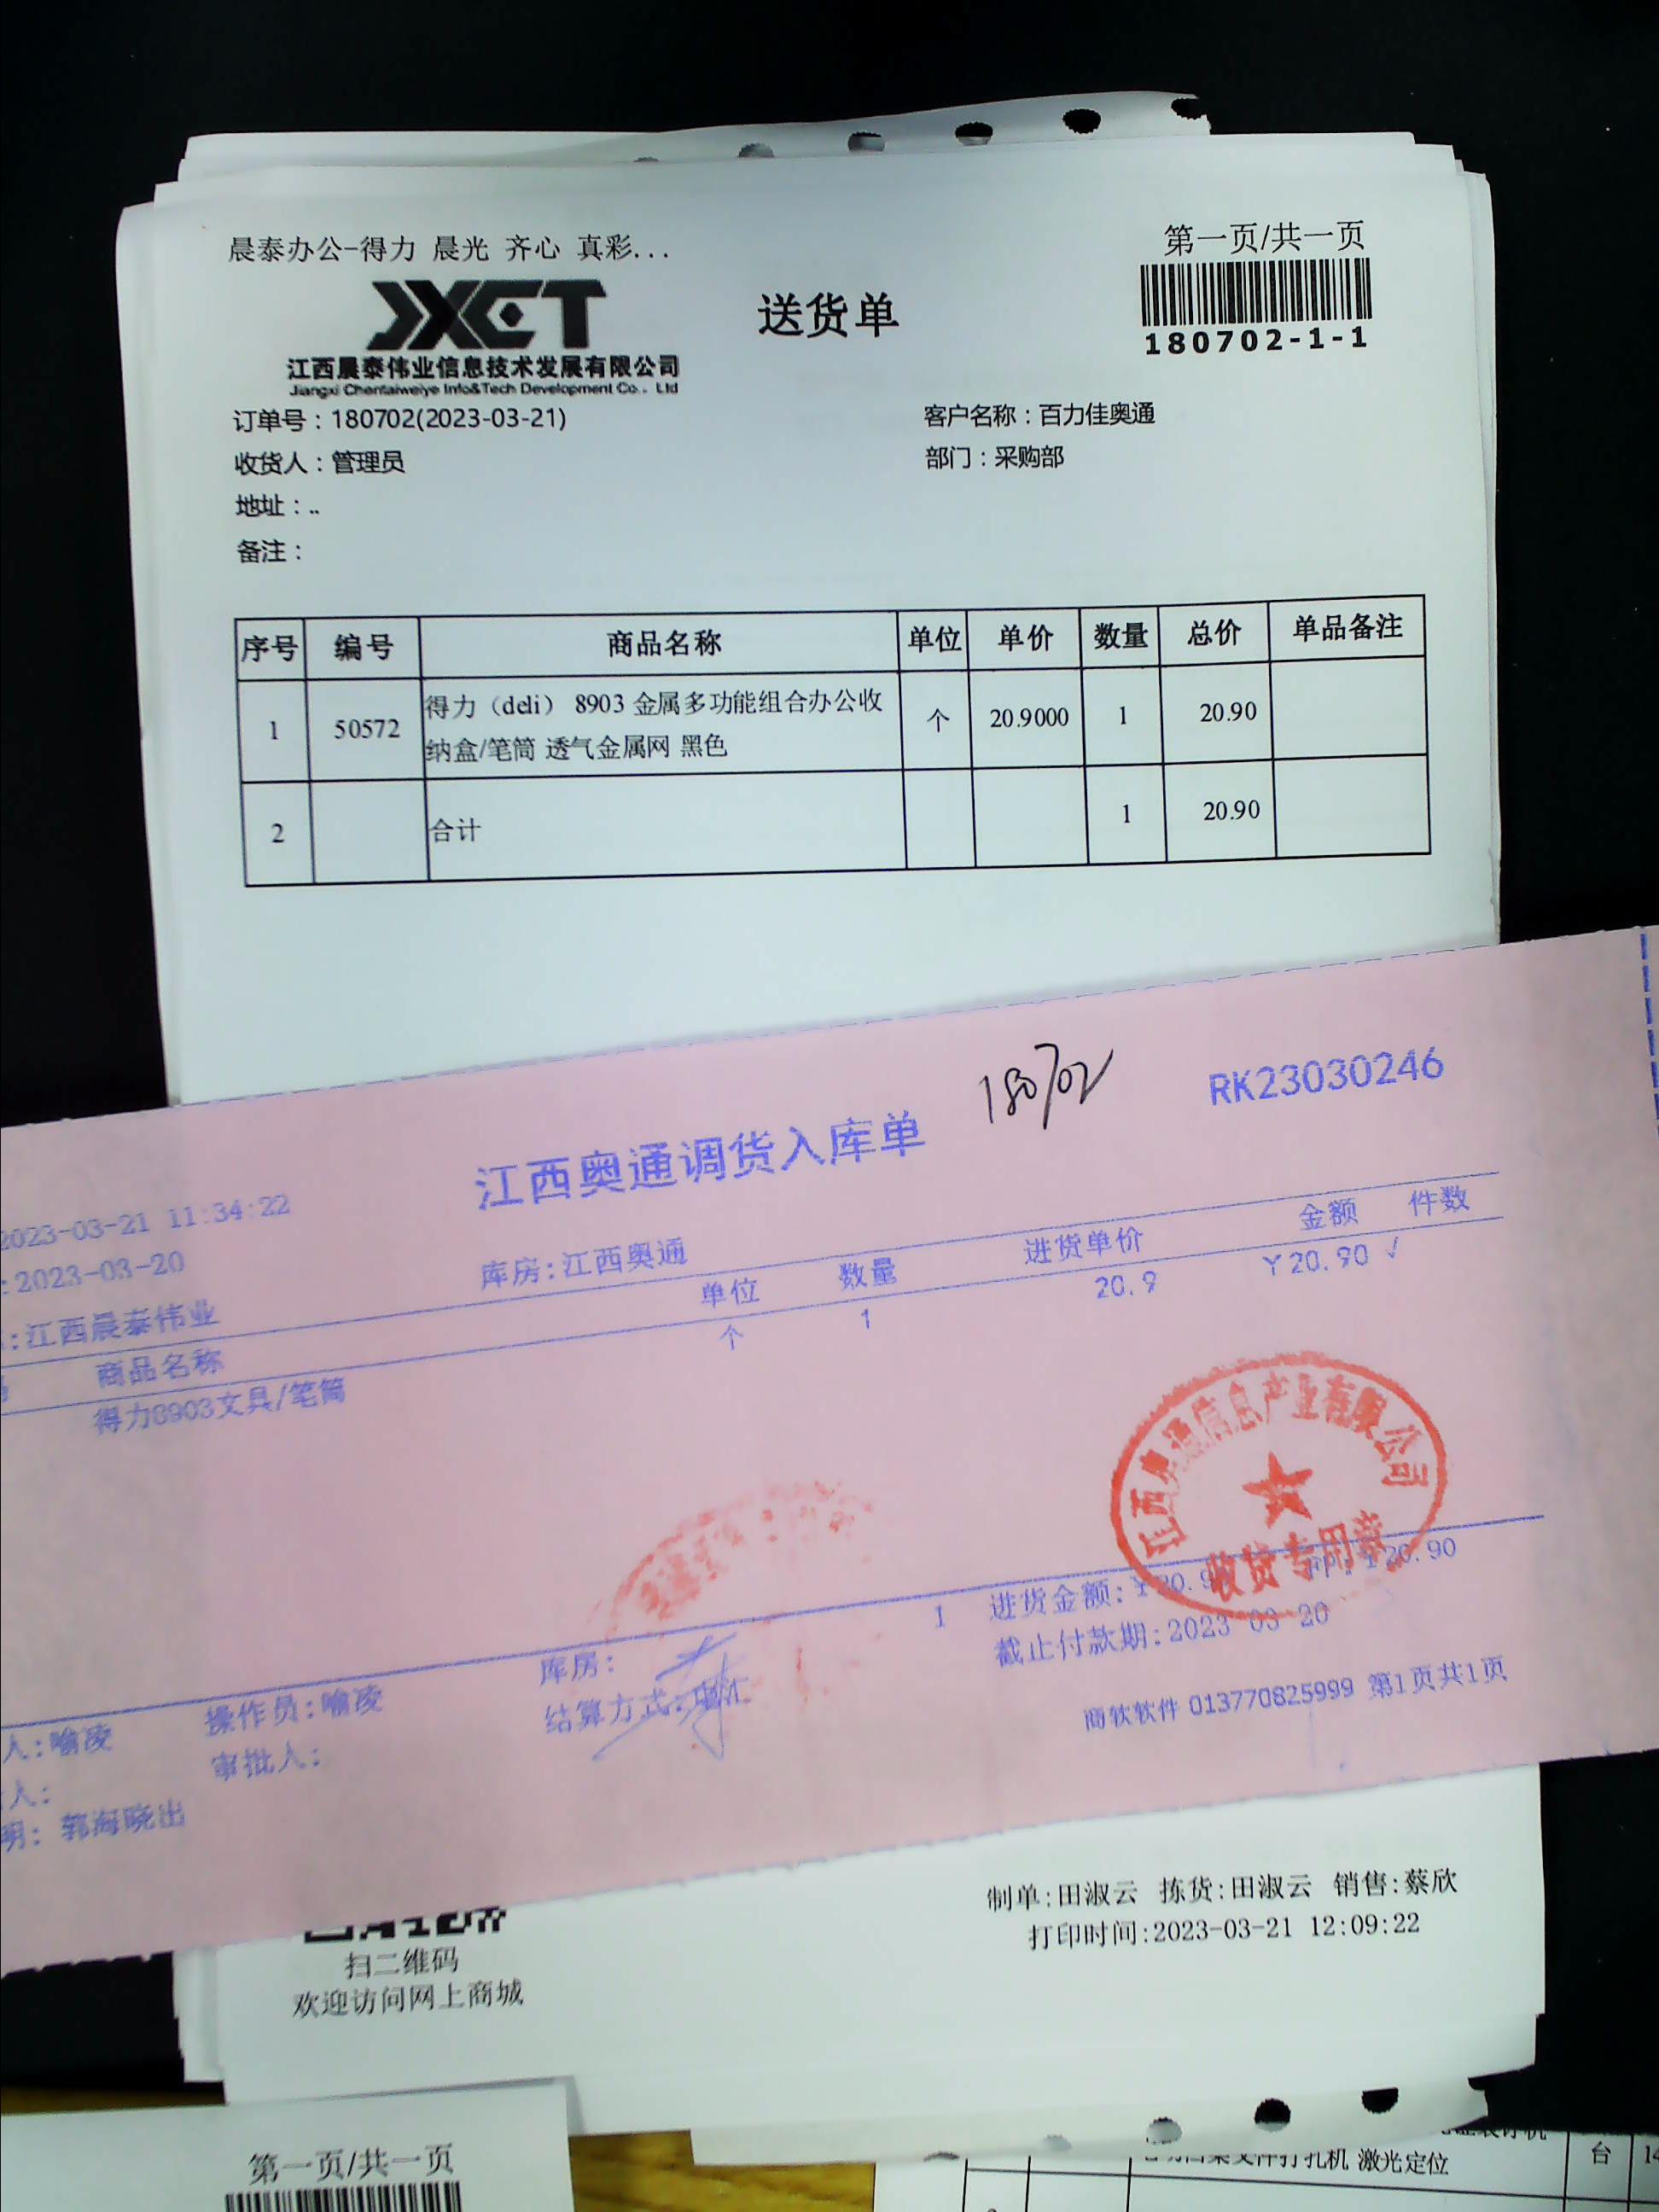 晨泰办公-得力 晨光 齐心 真彩...
第一页/共一页
JXCT
送货单
180702-1-1
江西晨泰伟业信息技术发展有限公司
Jiangxi Chentaiweiye Info&Tech Development Co., Ltd
订单号：180702(2023-03-21)
客户名称：百力佳奥通
收货人：管理员
部门：采购部
地址：..
备注：
序号 编号 商品名称 单位 单价 数量 总价 单品备注
1 50572 得力（deli） 8903 金属多功能组合办公收
纳盒/笔筒 透气金属网 黑色 个 20.9000 1 20.90
2 合计 1 20.90
180702
RK23030246
江西奥通调货入库单
2023-03-21 11:34:22
:2023-03-20
库房:江西奥通
:江西晨泰伟业
商品名称 单位 数量 进货单价 金额 件数
得力8903文具/笔筒 个 1 20.9 ¥20.90 √
江西奥通信息产业有限公司
收货专用章
1 进货金额:¥20.9 20.90
库房:
截止付款期:2023-03-20
人:喻凌 操作员:喻凌
结算方式:电汇
人: 审批人:
商软软件 013770825999 第1页共1页
明: 郭海晓出
制单:田淑云 拣货:田淑云 销售:蔡欣
打印时间:2023-03-21 12:09:22
扫二维码
欢迎访问网上商城
第一页/共一页
打孔机 激光定位
台
14